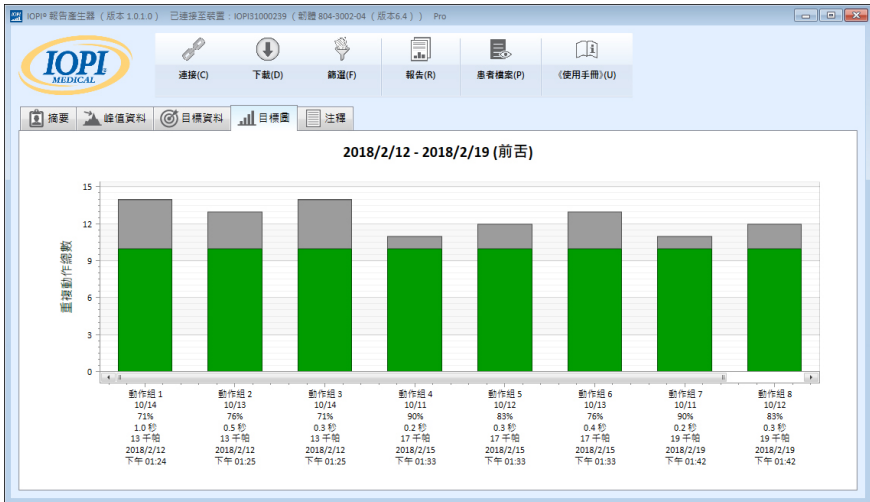 IOPI® 報告產生器 (版本 1.0.1.0) 已連接至裝置：IOPI31000239 (韌體 804-3002-04 (版本6.4)) Pro
IOPI
MEDICAL
連接(C) 下載(D) 篩選(F) 報告(R) 患者檔案(P) 《使用手冊》(U)
摘要 峰值資料 目標資料 目標圖 注釋
2018/2/12 - 2018/2/19 (前舌)
重複動作總數
15
12
9
6
3
0
動作組 1 動作組 2 動作組 3 動作組 4 動作組 5 動作組 6 動作組 7 動作組 8
10/14 10/13 10/14 10/11 10/12 10/13 10/11 10/12
71% 76% 71% 90% 83% 76% 90% 83%
1.0 秒 0.5 秒 0.3 秒 0.2 秒 0.3 秒 0.4 秒 0.2 秒 0.3 秒
13 千帕 13 千帕 13 千帕 17 千帕 17 千帕 17 千帕 19 千帕 19 千帕
2018/2/12 2018/2/12 2018/2/12 2018/2/15 2018/2/15 2018/2/15 2018/2/19 2018/2/19
下午 01:24 下午 01:25 下午 01:25 下午 01:33 下午 01:33 下午 01:33 下午 01:42 下午 01:42